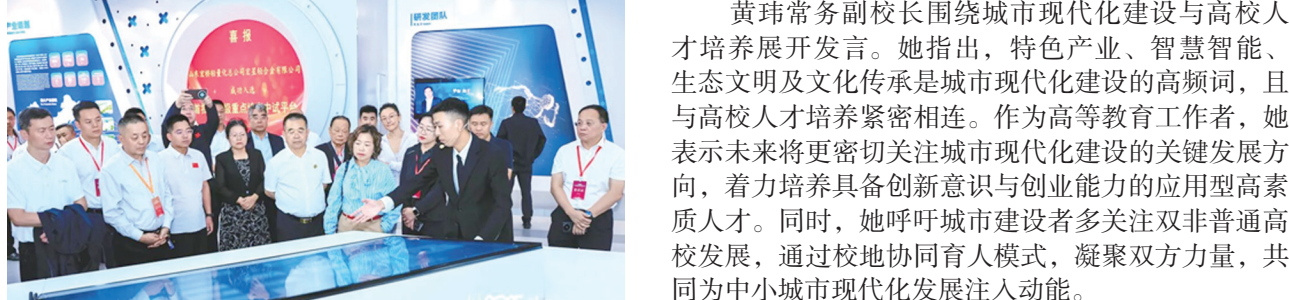 产业布局
研发团队
喜报
成功入选
黄玮常务副校长围绕城市现代化建设与高校人
才培养展开发言。她指出，特色产业、智慧智能、
生态文明及文化传承是城市现代化建设的高频词，且
与高校人才培养紧密相连。作为高等教育工作者，她
表示未来将更密切关注城市现代化建设的关键发展方
向，着力培养具备创新意识与创业能力的应用型高素
质人才。同时，她呼吁城市建设者多关注双非普通高
校发展，通过校地协同育人模式，凝聚双方力量，共
同为中小城市现代化发展注入动能。